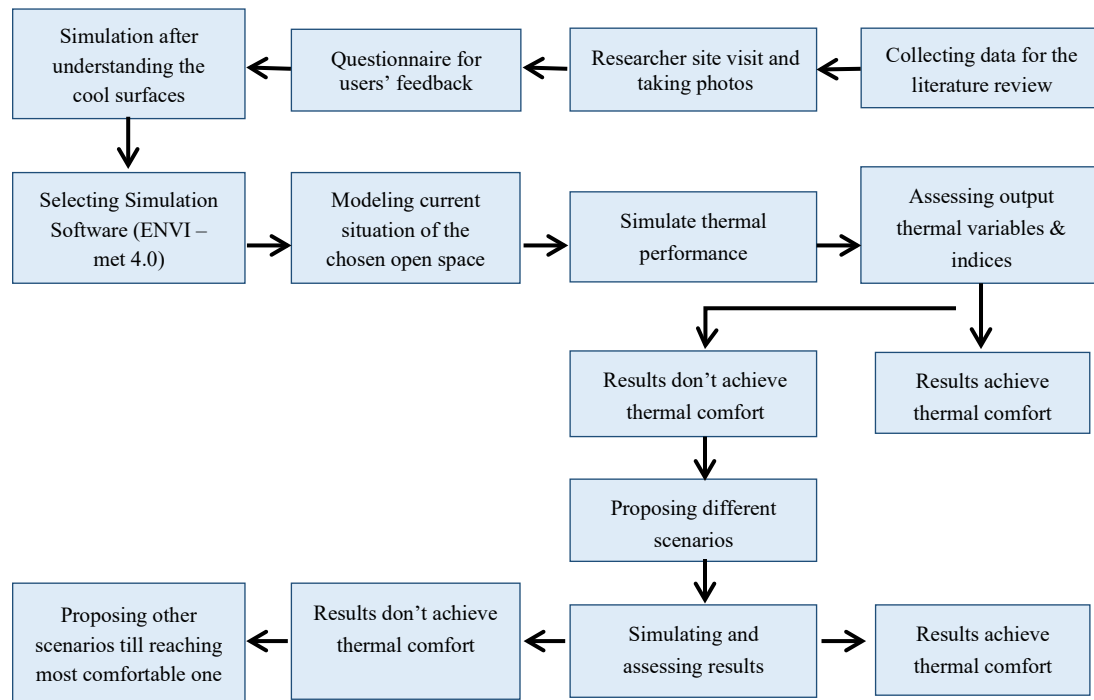 Simulation after
understanding the
cool surfaces
Questionnaire for
users’ feedback
Researcher site visit and
taking photos
Collecting data for the
literature review
Selecting Simulation
Software (ENVI –
met 4.0)
Modeling current
situation of the
chosen open space
Simulate thermal
performance
Assessing output
thermal variables &
indices
Results don’t achieve
thermal comfort
Results achieve
thermal comfort
Proposing different
scenarios
Proposing other
scenarios till reaching
most comfortable one
Results don’t achieve
thermal comfort
Simulating and
assessing results
Results achieve
thermal comfort